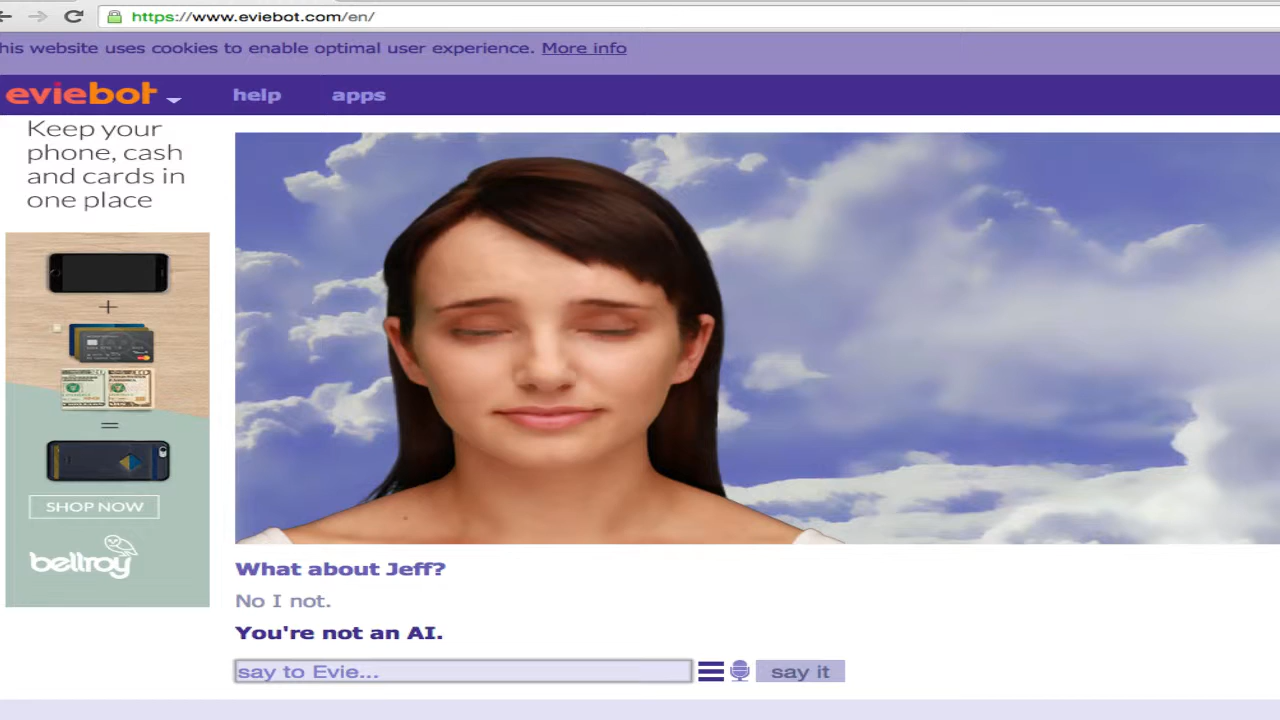 https://www.eviebot.com/en/
his website uses cookies to enable optimal user experience. More info
eviebot
help
apps
Keep your
phone, cash
and cards in
one place
+
=
SHOP NOW
bellroy
What about Jeff?
No I not.
You're not an AI.
say to Evie...
say it